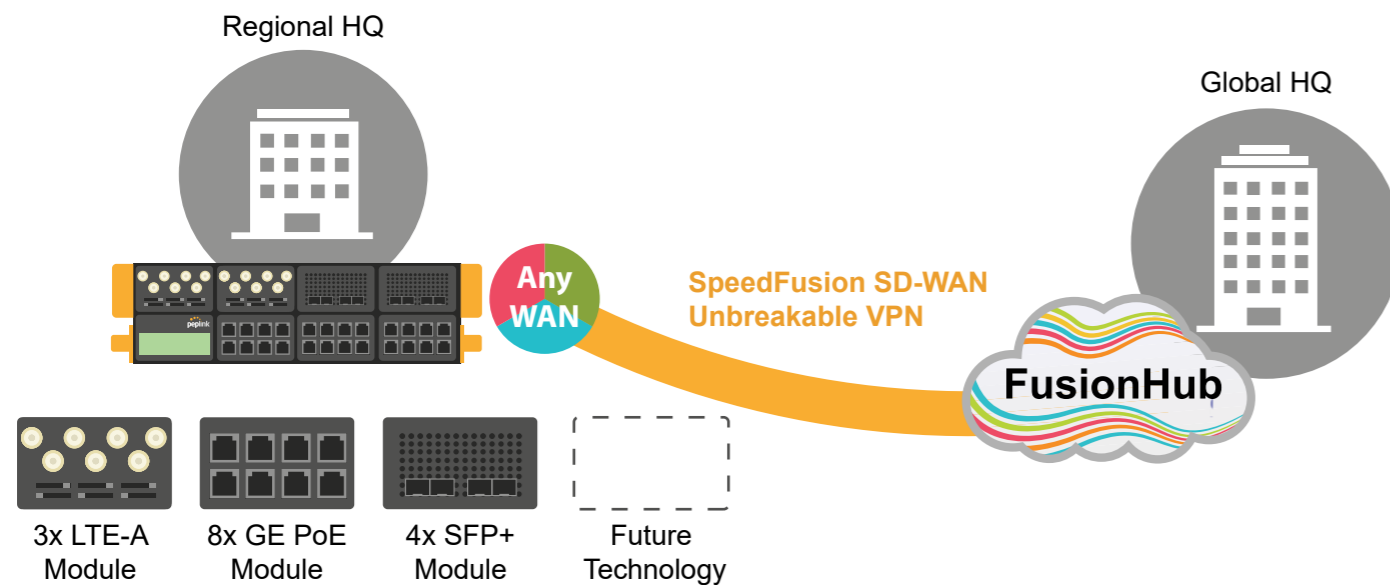 Regional HQ
Global HQ
peplink
Any
WAN
SpeedFusion SD-WAN
Unbreakable VPN
FusionHub
3x LTE-A
Module
8x GE PoE
Module
4x SFP+
Module
Future
Technology